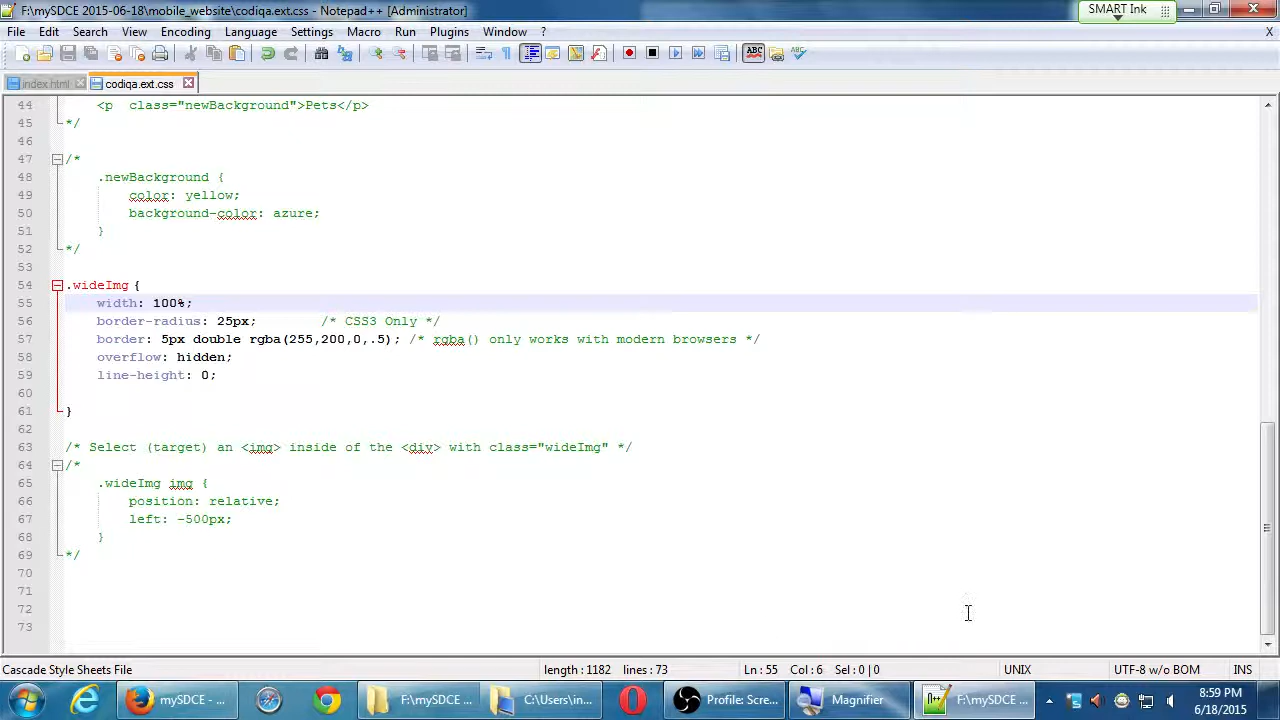 F:\mySDCE 2015-06-18\mobile_website\codiqa.ext.css - Notepad++ [Administrator]
SMART Ink
File Edit Search View Encoding Language Settings Macro Run Plugins Window ? X
ABC ABC
index.html codiqa.ext.css
44 <p  class="newBackground">Pets</p>
45 */
46
47 /*
48 .newBackground {
49 color: yellow;
50 background-color: azure;
51 }
52 */
53
54 .wideImg {
55 width: 100%;
56 border-radius: 25px; /* CSS3 Only */
57 border: 5px double rgba(255,200,0,.5); /* rgba() only works with modern browsers */
58 overflow: hidden;
59 line-height: 0;
60
61 }
62
63 /* Select (target) an <img> inside of the <div> with class="wideImg" */
64 /*
65 .wideImg img {
66 position: relative;
67 left: -500px;
68 }
69 */
70
71
72
73
Cascade Style Sheets File length : 1182 lines : 73 Ln : 55 Col : 6 Sel : 0 | 0 UNIX UTF-8 w/o BOM INS
mySDCE - ... F:\mySDCE ... C:\Users\in... Profile: Scre... Magnifier F:\mySDCE ... 8:59 PM
6/18/2015